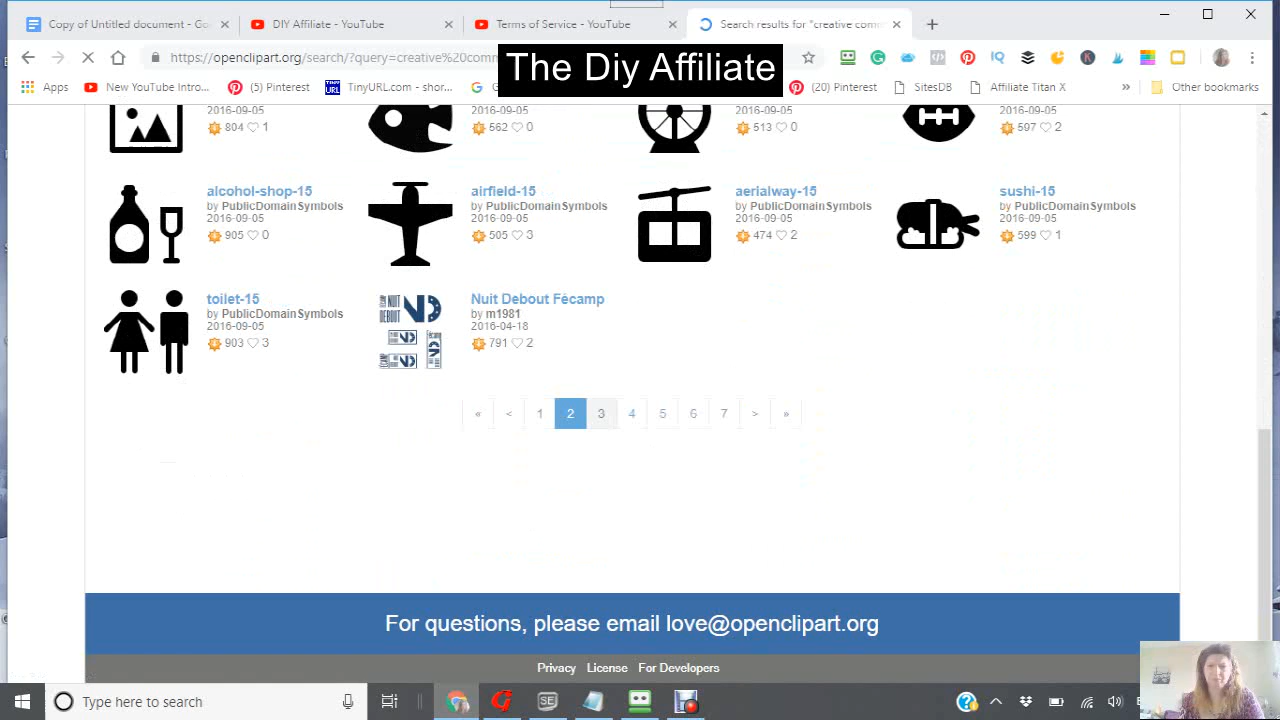 Copy of Untitled document - Go
DIY Affiliate - YouTube
Terms of Service - YouTube
Search results for "creative comm
https://openclipart.org/search/?query=creative%20comm
The Diy Affiliate
Apps
New YouTube Intro...
(5) Pinterest
TinyURL.com - shor...
(20) Pinterest
SitesDB
Affiliate Titan X
Other bookmarks
2016-09-05
804 1
2016-09-05
562 0
2016-09-05
513 0
2016-09-05
597 2
alcohol-shop-15
by PublicDomainSymbols
2016-09-05
905 0
airfield-15
by PublicDomainSymbols
2016-09-05
505 3
aerialway-15
by PublicDomainSymbols
2016-09-05
474 2
sushi-15
by PublicDomainSymbols
2016-09-05
599 1
toilet-15
by PublicDomainSymbols
2016-09-05
903 3
NUIT DEBOUT ND
Nuit Debout Fécamp
by m1981
2016-04-18
791 2
« < 1 2 3 4 5 6 7 > »
For questions, please email love@openclipart.org
Privacy License For Developers
Type here to search